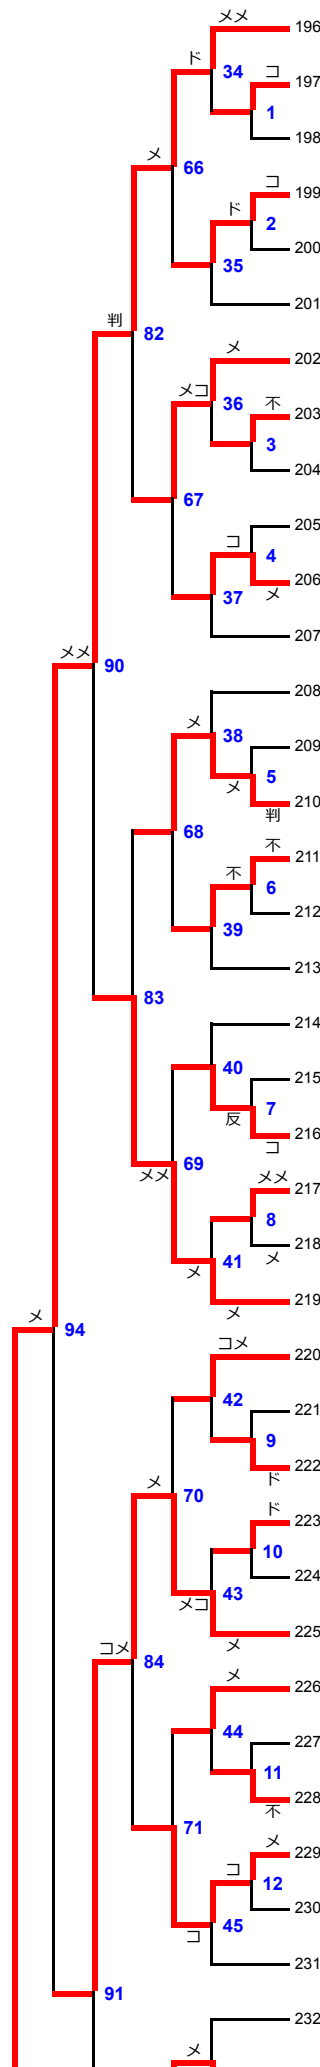 メメ
196
ド
34
コ
197
1
198
メ
66
コ
199
ド
2
200
35
201
判
82
メ
202
メコ
36
不
203
3
204
67
205
コ
4
206
37
メ
207
メメ
90
208
メ
38
209
5
メ
210
判
68
不
211
不
6
212
39
213
83
214
40
215
7
反
216
コ
69
メメ
メメ
217
8
218
メ
41
メ
219
メ
メ
94
コメ
220
42
221
9
222
ド
メ
70
ド
223
10
224
43
メコ
225
メ
コメ
84
メ
226
44
227
11
228
不
71
メ
229
コ
12
230
45
コ
231
91
232
メ